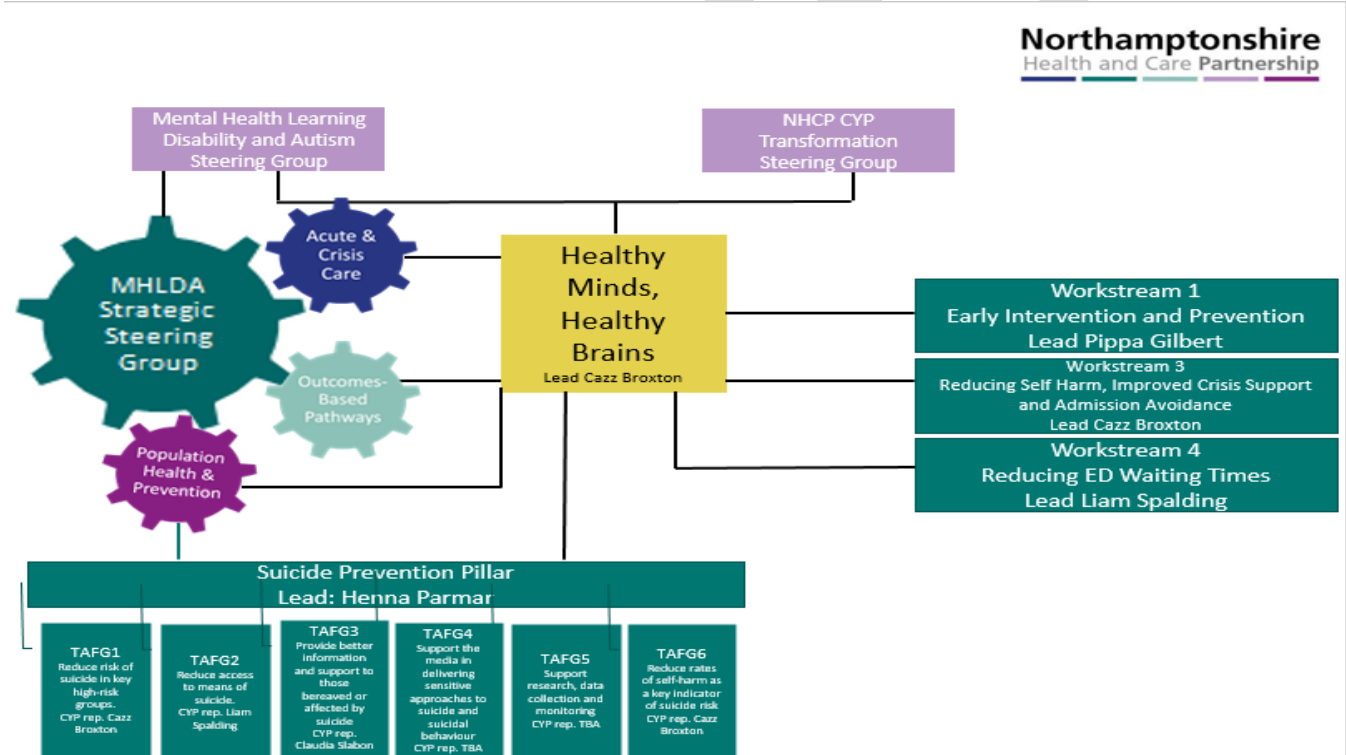 Northamptonshire
Health and Care Partnership
Mental Health Learning
Disability and Autism
Steering Group
NHCP CYP
Transformation
Steering Group
Acute &
Crisis
Care
MHLDA
Strategic
Steering
Group
Outcomes-
Based
Pathways
Population
Health &
Prevention
Healthy
Minds,
Healthy
Brains
Lead Cazz Broxton
Workstream 1
Early Intervention and Prevention
Lead Pippa Gilbert
Workstream 3
Reducing Self Harm, Improved Crisis Support
and Admission Avoidance
Lead Cazz Broxton
Workstream 4
Reducing ED Waiting Times
Lead Liam Spalding
Suicide Prevention Pillar
Lead: Henna Parmar
TAFG1
Reduce risk of
suicide in key
high-risk
groups.
CYP rep. Cazz
Broxton
TAFG2
Reduce access
to means of
suicide.
CYP rep. Liam
Spalding
TAFG3
Provide better
information
and support to
those
bereaved or
affected by
suicide
CYP rep.
Claudia Slabon
TAFG4
Support the
media in
delivering
sensitive
approaches to
suicide and
suicidal
behaviour
CYP rep. TBA
TAFG5
Support
research, data
collection and
monitoring
CYP rep. TBA
TAFG6
Reduce rates
of self-harm as
a key indicator
of suicide risk
CYP rep. Cazz
Broxton